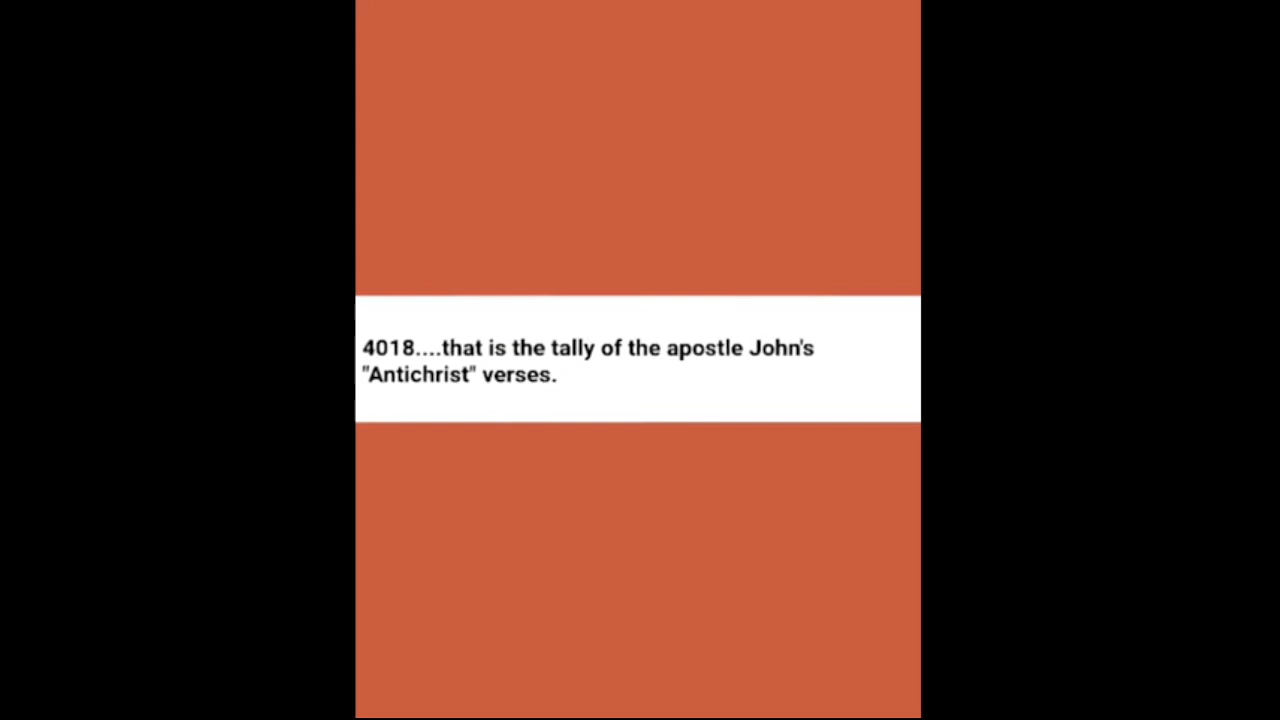 4018....that is the tally of the apostle John's
"Antichrist" verses.